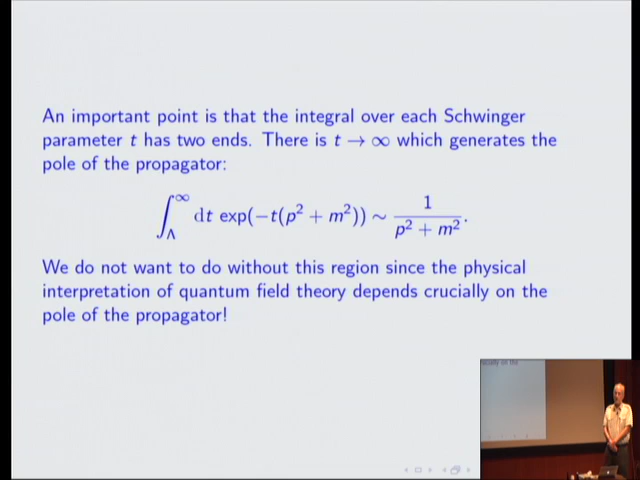 An important point is that the integral over each Schwinger
parameter t has two ends. There is t → ∞ which generates the
pole of the propagator:
∫_Λ^∞ dt exp(−t(p² + m²)) ∼ 1/(p² + m²).
We do not want to do without this region since the physical
interpretation of quantum field theory depends crucially on the
pole of the propagator!